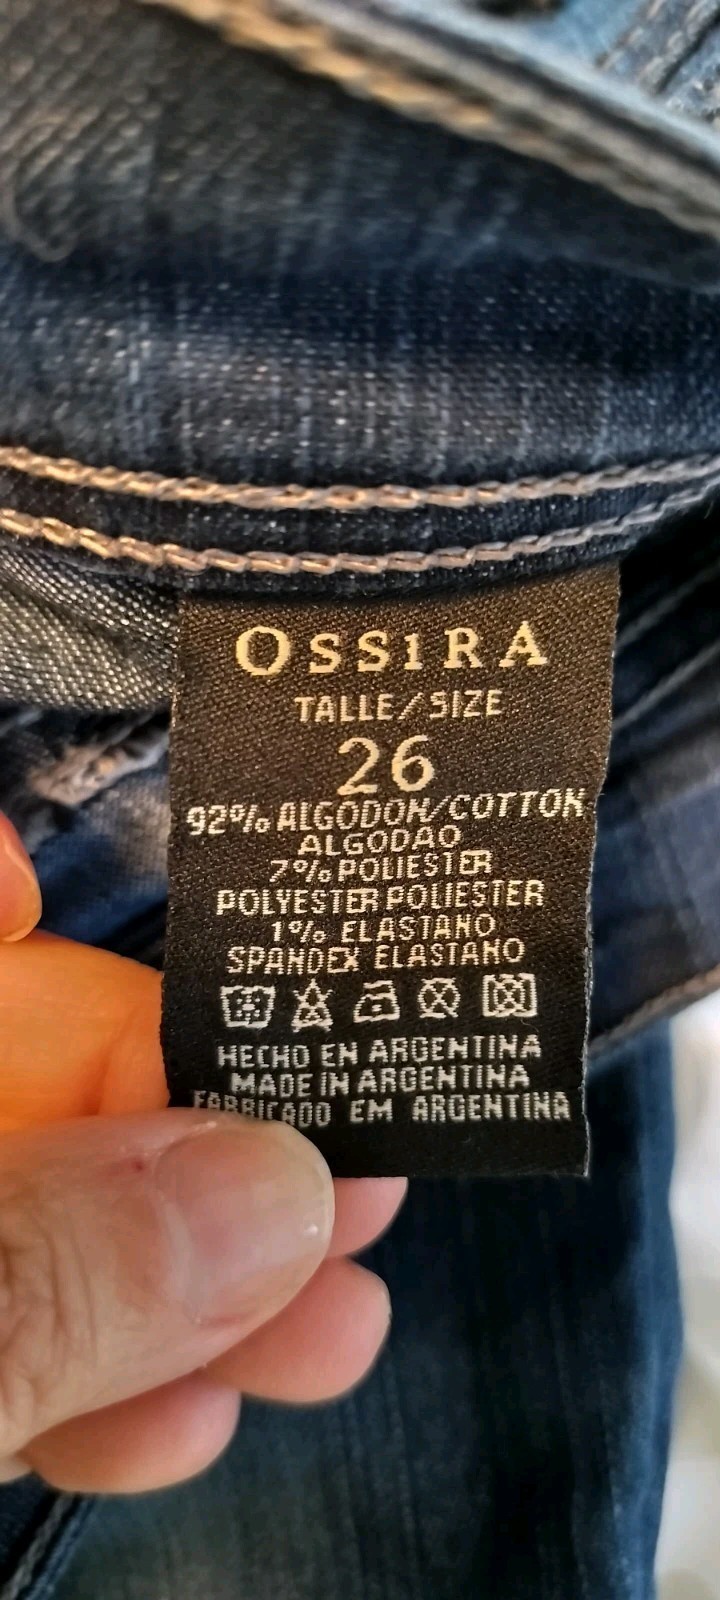 OSSIRA
TALLE/SIZE
26
92% ALGODON/COTTON
ALGODAO
7% POLIESTER
POLYESTER POLIESTER
1% ELASTANO
SPANDEX ELASTANO
HECHO EN ARGENTINA
MADE IN ARGENTINA
FABRICADO EM ARGENTINA